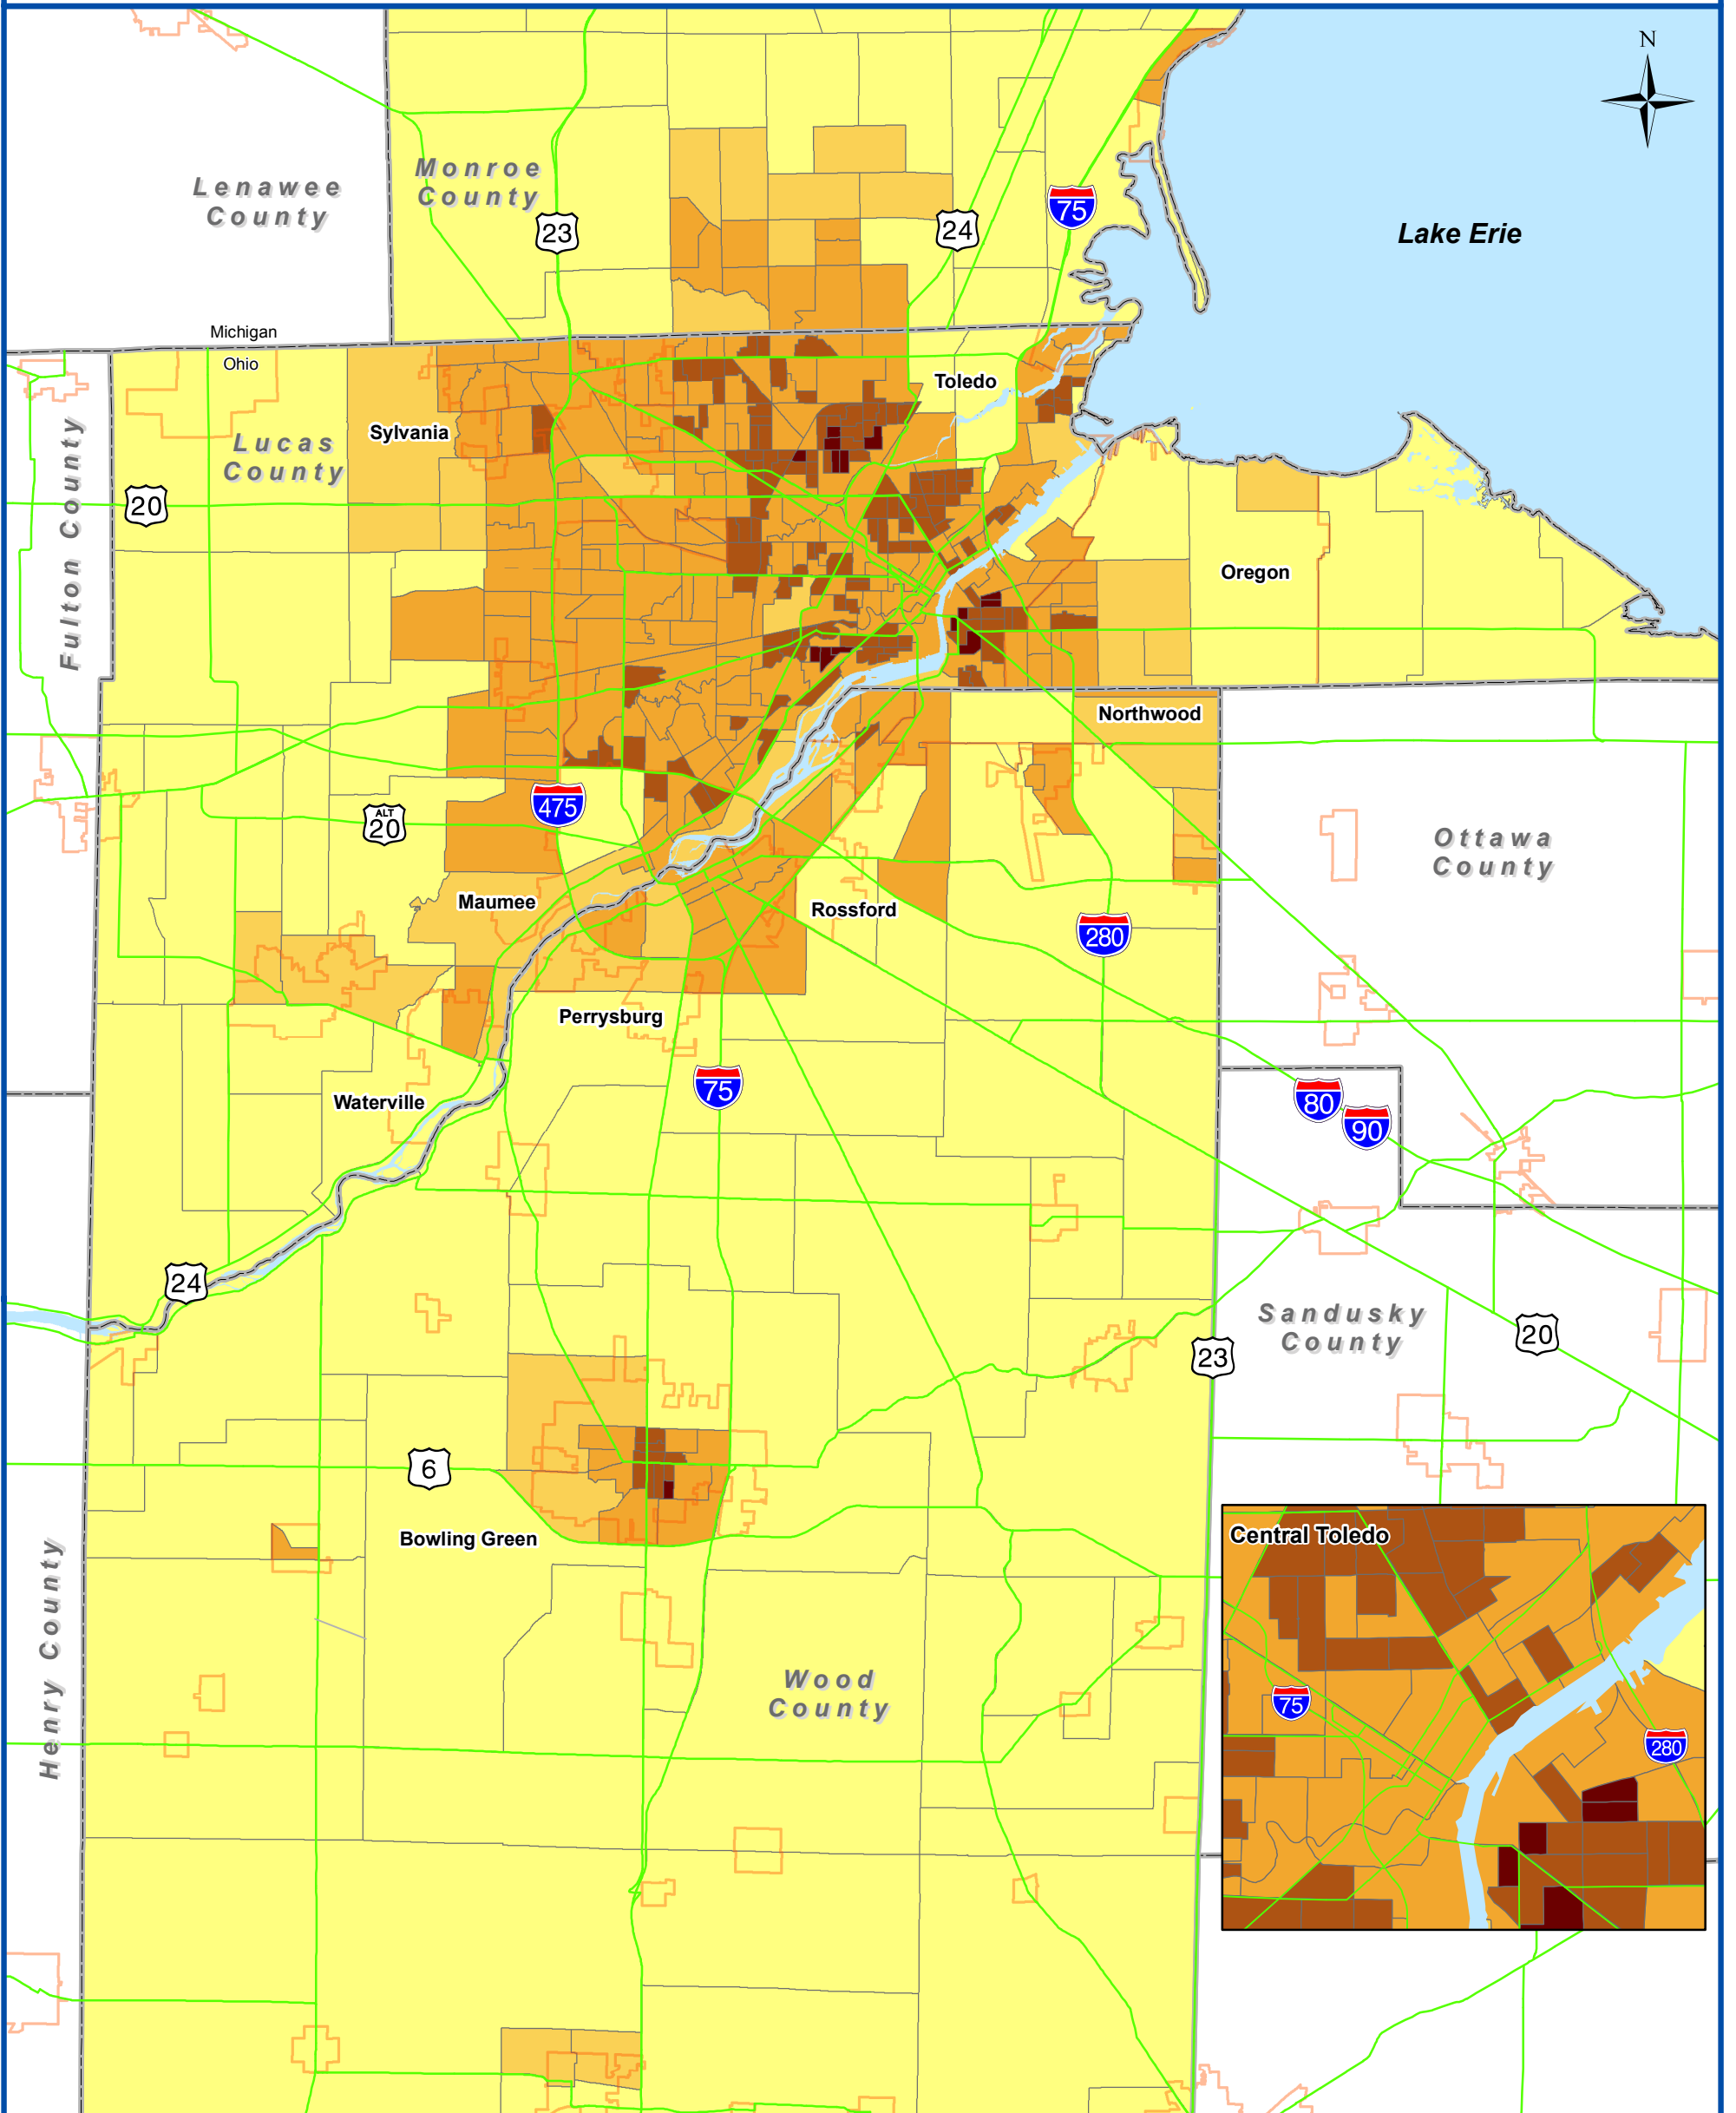 N
Lenawee
County
Monroe
County
23
24
75
Lake Erie
Michigan
Ohio
Toledo
Sylvania
Lucas
County
20
Fulton County
Oregon
Northwood
475
ALT
20
Ottawa
County
Maumee
Rossford
280
Perrysburg
75
Waterville
80
90
24
Sandusky
County
20
23
6
Bowling Green
Central Toledo
Henry County
Wood
County
75
280